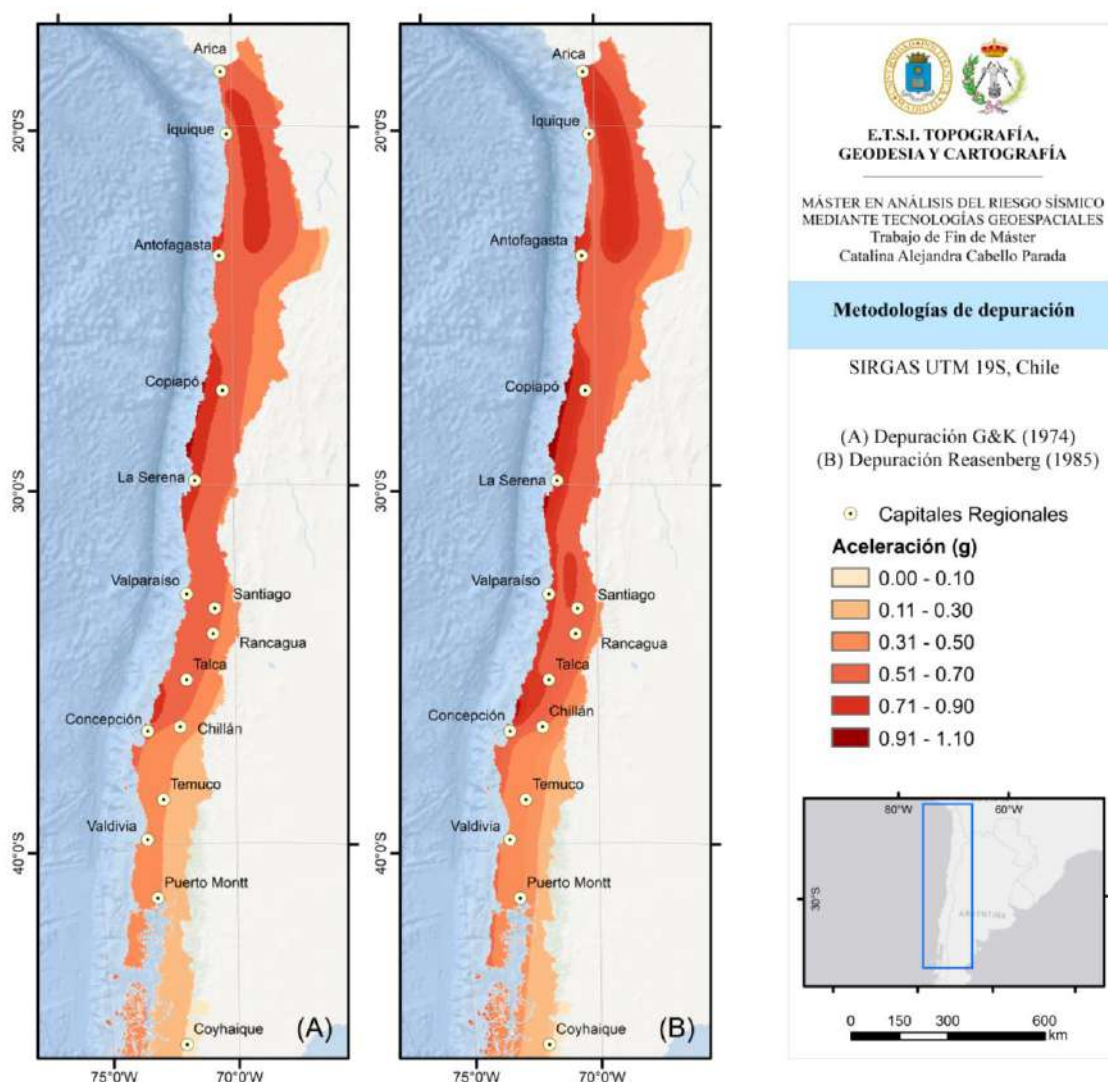 Arica
Iquique
Antofagasta
Copiapó
La Serena
Valparaíso
Santiago
Rancagua
Talca
Concepción
Chillán
Temuco
Valdivia
Puerto Montt
Coyhaique
(A)
20°0'S
30°0'S
40°0'S
75°0'W
70°0'W
Arica
Iquique
Antofagasta
Copiapó
La Serena
Valparaíso
Santiago
Rancagua
Talca
Concepción
Chillán
Temuco
Valdivia
Puerto Montt
Coyhaique
(B)
20°0'S
30°0'S
40°0'S
75°0'W
70°0'W
E.T.S.I. TOPOGRAFÍA,
GEODESIA Y CARTOGRAFÍA
MÁSTER EN ANÁLISIS DEL RIESGO SÍSMICO
MEDIANTE TECNOLOGÍAS GEOESPACIALES
Trabajo de Fin de Máster
Catalina Alejandra Cabello Parada
Metodologías de depuración
SIRGAS UTM 19S, Chile
(A) Depuración G&K (1974)
(B) Depuración Reasenberg (1985)
Capitales Regionales
Aceleración (g)
0.00 - 0.10
0.11 - 0.30
0.31 - 0.50
0.51 - 0.70
0.71 - 0.90
0.91 - 1.10
80°W
60°W
30°S
ARGENTINA
0 150 300 600
km